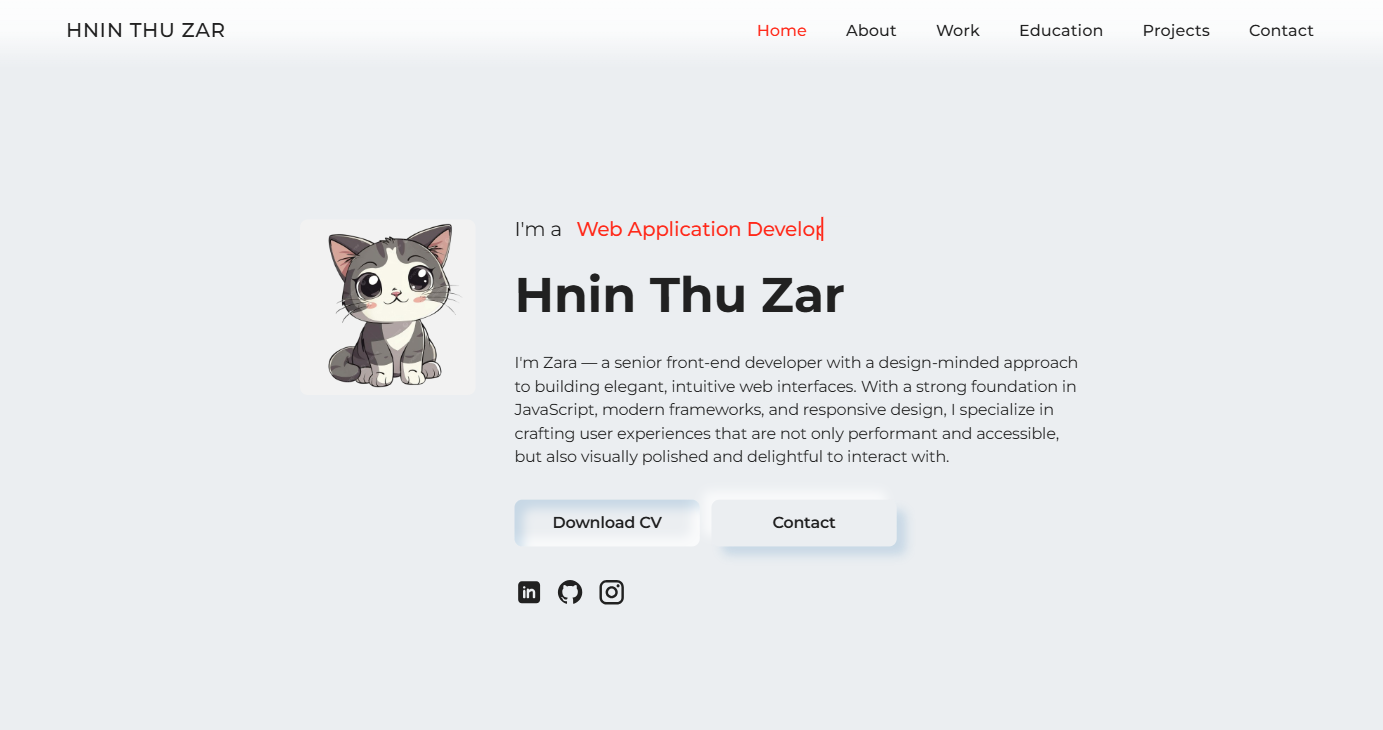 HNIN THU ZAR
Home About Work Education Projects Contact
I'm a Web Application Develop
Hnin Thu Zar
I'm Zara — a senior front-end developer with a design-minded approach
to building elegant, intuitive web interfaces. With a strong foundation in
JavaScript, modern frameworks, and responsive design, I specialize in
crafting user experiences that are not only performant and accessible,
but also visually polished and delightful to interact with.
Download CV Contact
in